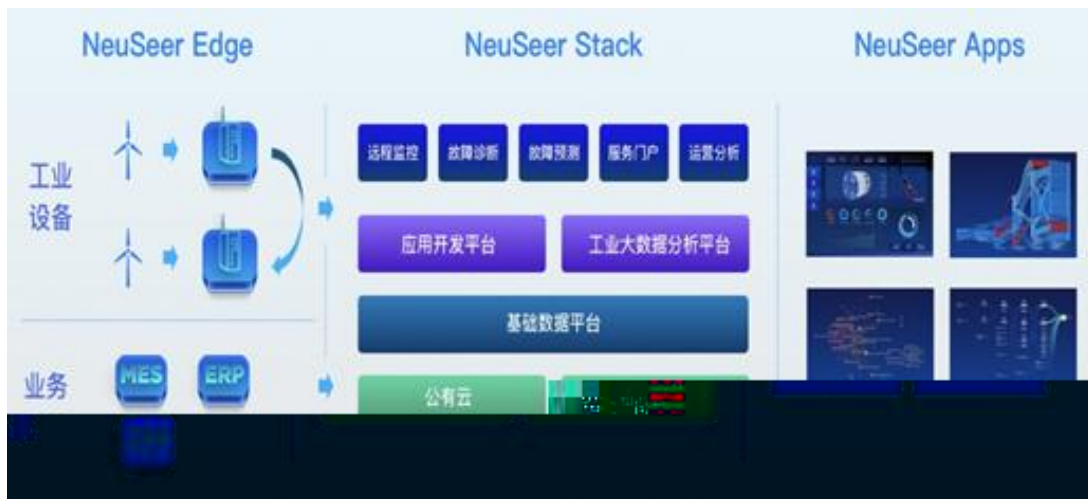 NeuSeer Edge
NeuSeer Stack
NeuSeer Apps
工业
设备
远程监控
故障诊断
故障预测
服务门户
运营分析
应用开发平台
工业大数据分析平台
基础数据平台
业务
MES
ERP
公有云